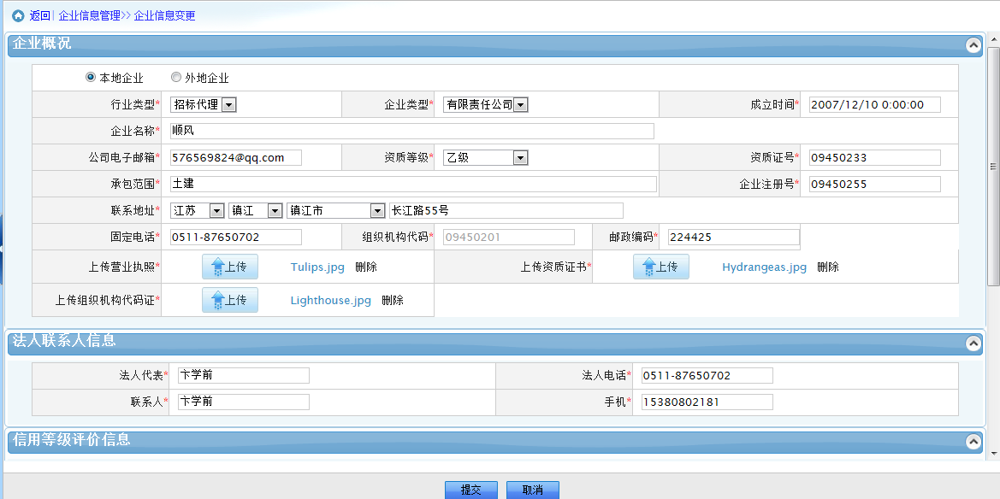 返回| 企业信息管理>> 企业信息变更
企业概况
本地企业 外地企业
行业类型* 招标代理 企业类型* 有限责任公司 成立时间* 2007/12/10 0:00:00
企业名称* 顺风
公司电子邮箱* 576569824@qq.com 资质等级* 乙级 资质证号* 09450233
承包范围* 土建 企业注册号* 09450255
联系地址* 江苏 镇江 镇江市 长江路55号
固定电话* 0511-87650702 组织机构代码* 09450201 邮政编码* 224425
上传营业执照* 上传 Tulips.jpg 删除 上传资质证书* 上传 Hydrangeas.jpg 删除
上传组织机构代码证* 上传 Lighthouse.jpg 删除
法人联系人信息
法人代表* 卞学前 法人电话* 0511-87650702
联系人* 卞学前 手机* 15380802181
信用等级评价信息
提交 取消